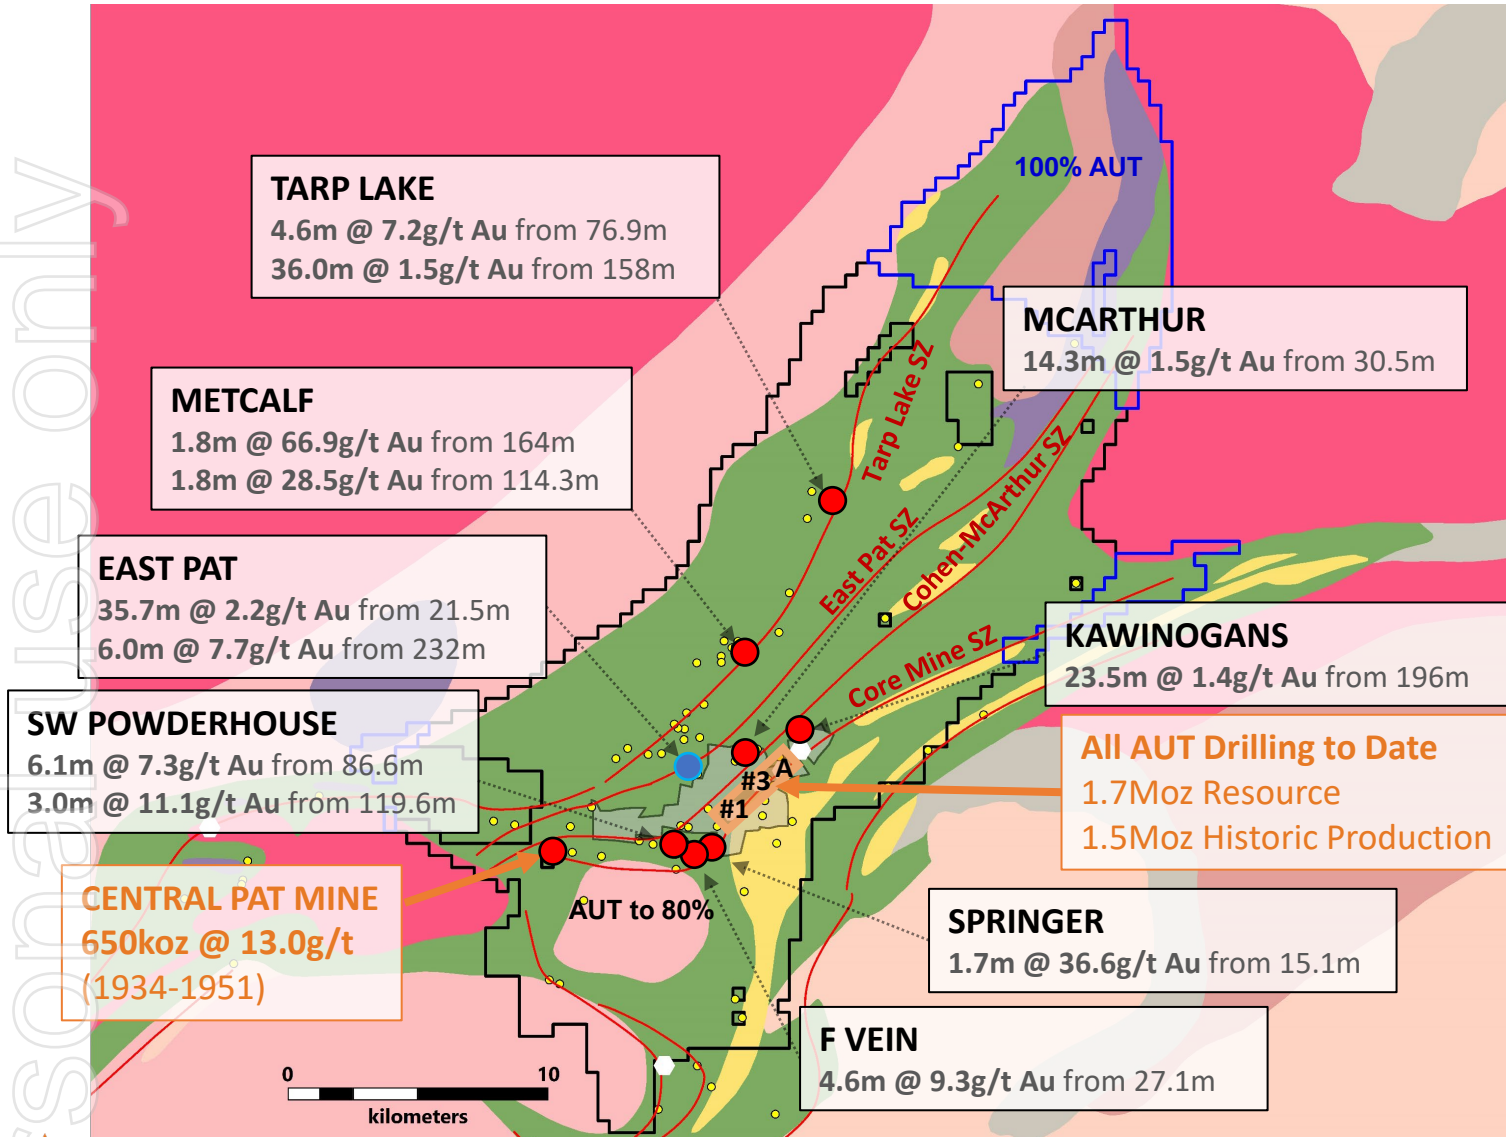 100% AUT
TARP LAKE
4.6m @ 7.2g/t Au from 76.9m
36.0m @ 1.5g/t Au from 158m
MCARTHUR
14.3m @ 1.5g/t Au from 30.5m
METCALF
1.8m @ 66.9g/t Au from 164m
1.8m @ 28.5g/t Au from 114.3m
Tarp Lake SZ
East Pat SZ
Cohen-McArthur SZ
Core Mine SZ
EAST PAT
35.7m @ 2.2g/t Au from 21.5m
6.0m @ 7.7g/t Au from 232m
KAWINOGANS
23.5m @ 1.4g/t Au from 196m
SW POWDERHOUSE
6.1m @ 7.3g/t Au from 86.6m
3.0m @ 11.1g/t Au from 119.6m
All AUT Drilling to Date
1.7Moz Resource
1.5Moz Historic Production
A
#3
#1
CENTRAL PAT MINE
650koz @ 13.0g/t
(1934-1951)
AUT to 80%
SPRINGER
1.7m @ 36.6g/t Au from 15.1m
F VEIN
4.6m @ 9.3g/t Au from 27.1m
0 10
kilometers
sonal use only